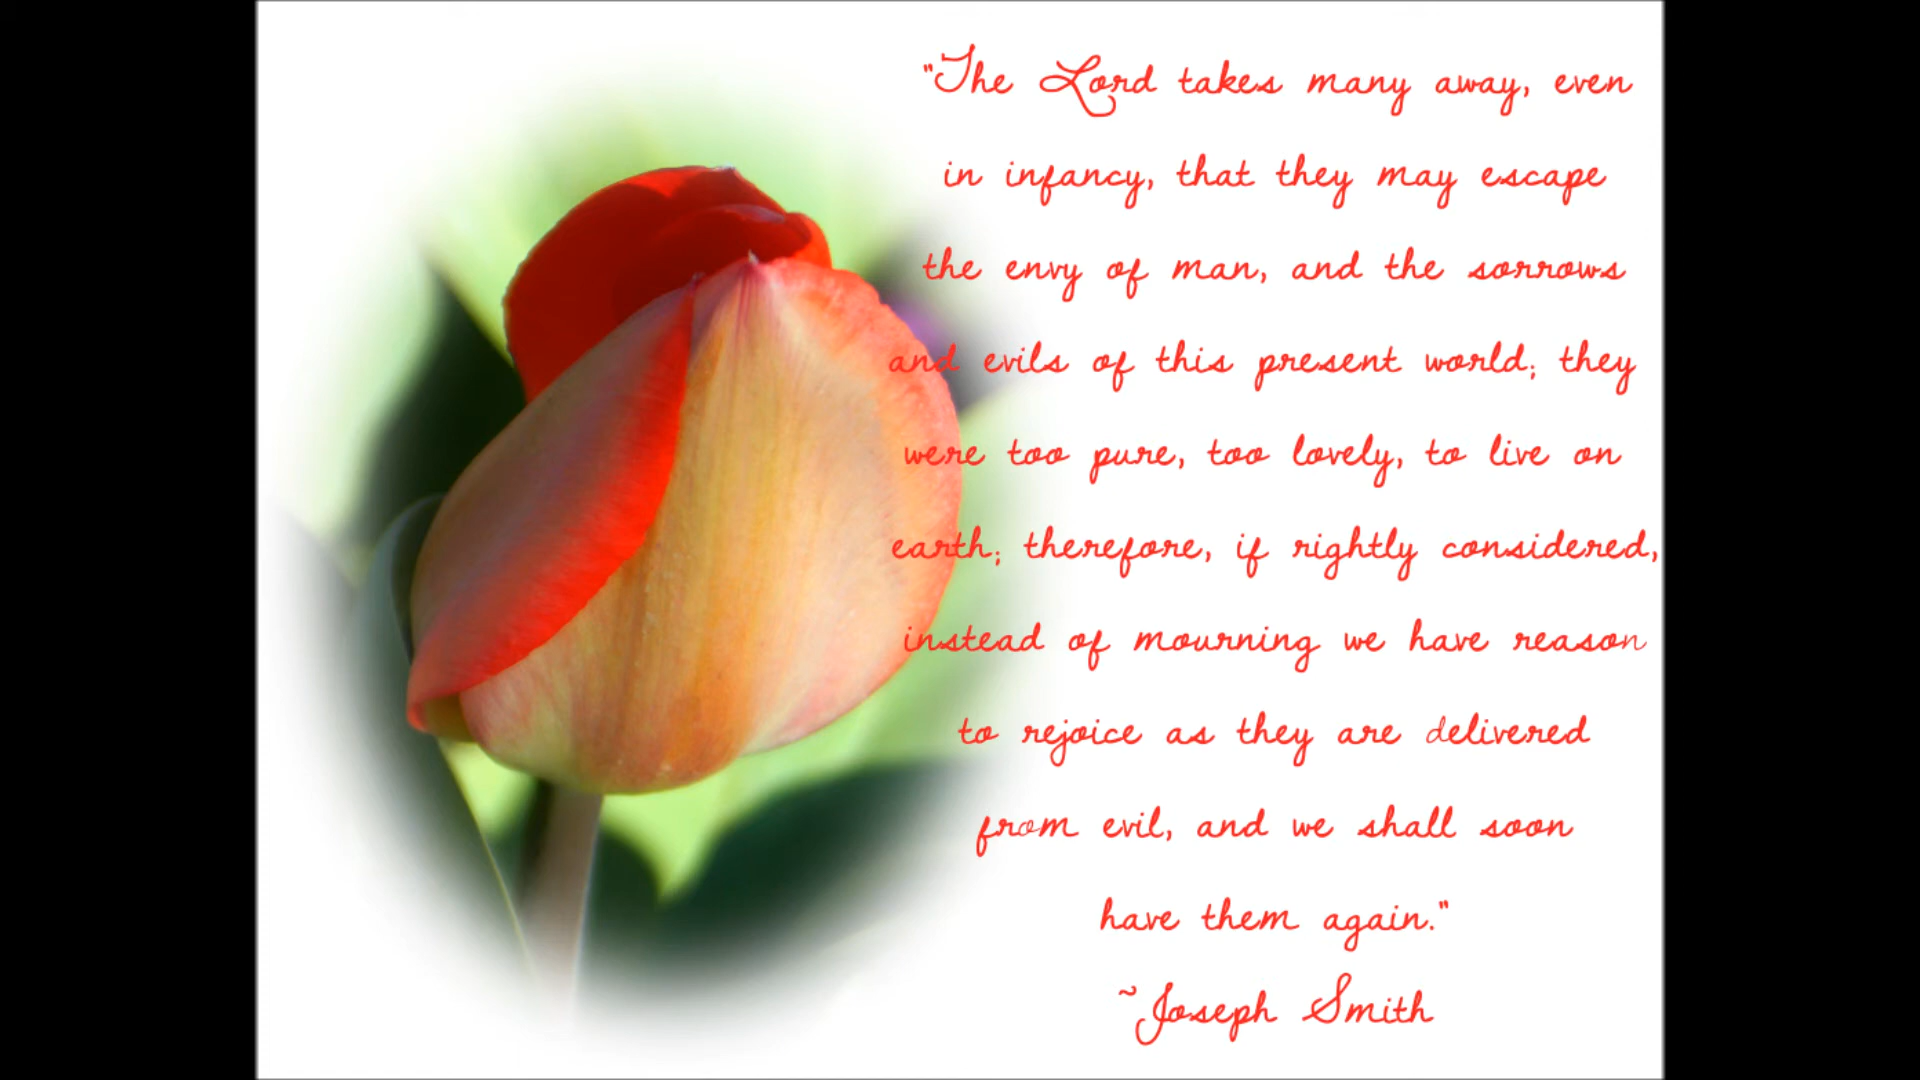 "The Lord takes many away, even
in infancy, that they may escape
the envy of man, and the sorrows
and evils of this present world; they
were too pure, too lovely, to live on
earth; therefore, if rightly considered,
instead of mourning we have reason
to rejoice as they are delivered
from evil, and we shall soon
have them again."
~Joseph Smith